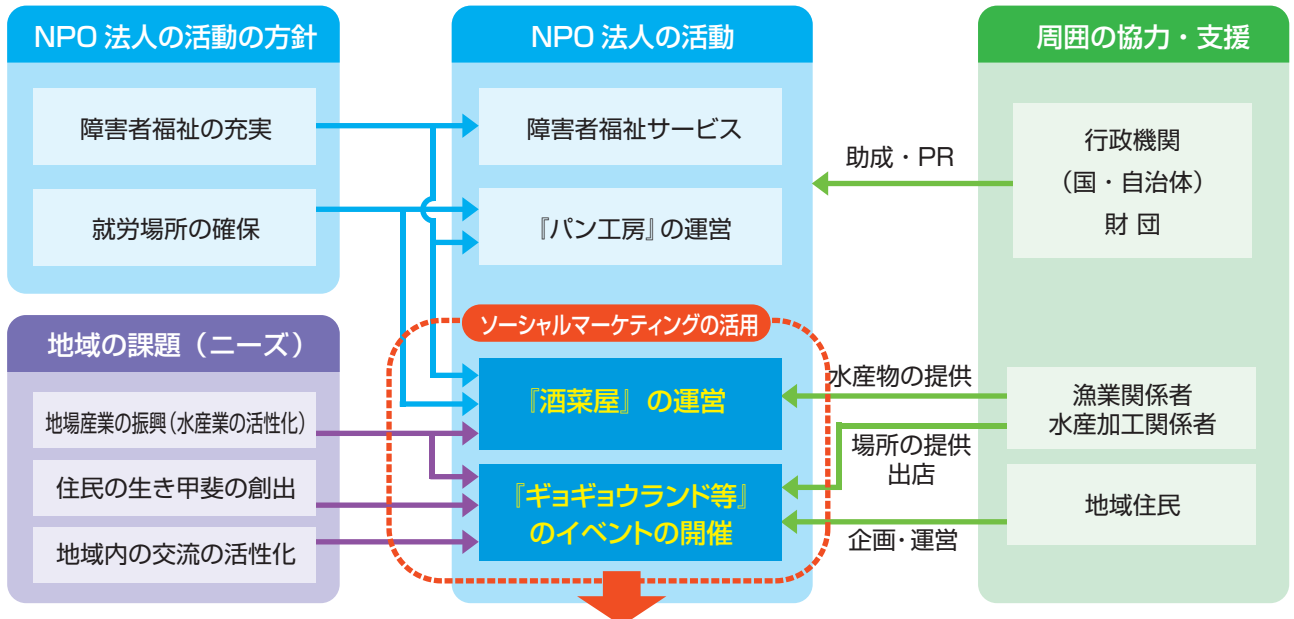 NPO 法人の活動の方針
障害者福祉の充実
就労場所の確保
地域の課題(ニーズ)
地場産業の振興(水産業の活性化)
住民の生き甲斐の創出
地域内の交流の活性化
NPO 法人の活動
障害者福祉サービス
『パン工房』の運営
ソーシャルマーケティングの活用
『酒菜屋』の運営
『ギョギョウランド等』
のイベントの開催
助成・PR
水産物の提供
場所の提供
出店
企画・運営
周囲の協力・支援
行政機関
(国・自治体)
財 団
漁業関係者
水産加工関係者
地域住民